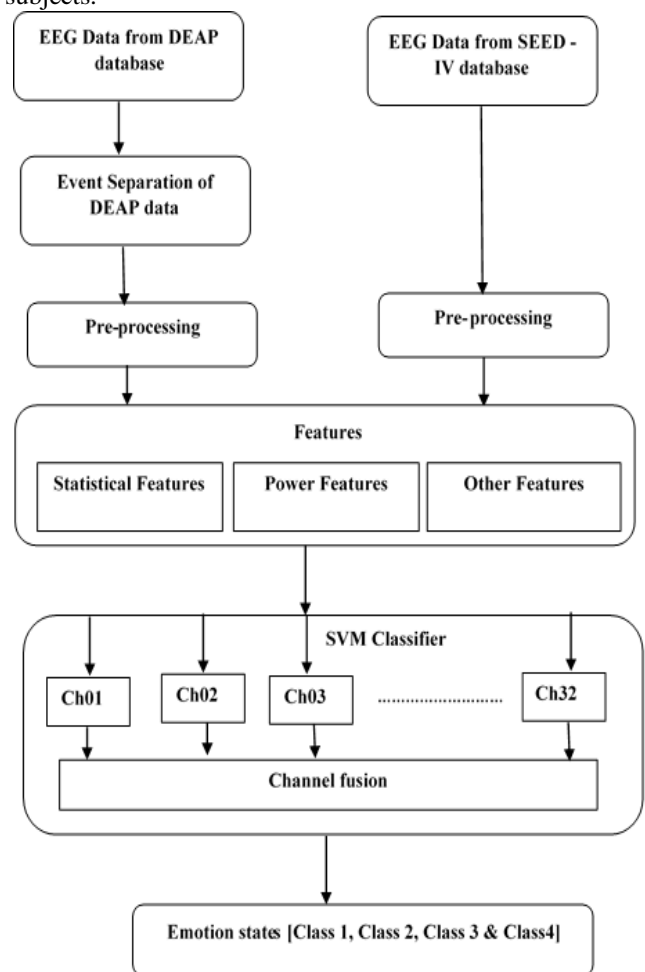 subjects.
EEG Data from DEAP
database
EEG Data from SEED -
IV database
Event Separation of
DEAP data
Pre-processing
Pre-processing
Features
Statistical Features
Power Features
Other Features
SVM Classifier
Ch01
Ch02
Ch03
Ch32
Channel fusion
Emotion states [Class 1, Class 2, Class 3 & Class4]